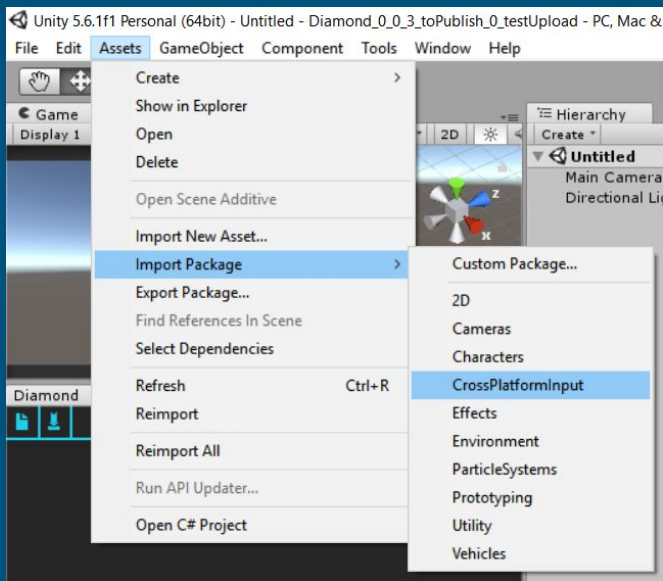 Unity 5.6.1f1 Personal (64bit) - Untitled - Diamond_0_0_3_toPublish_0_testUpload - PC, Mac &
File Edit Assets GameObject Component Tools Window Help
Game
Display 1
Create
Show in Explorer
Open
Delete
Open Scene Additive
Import New Asset...
Import Package
Export Package...
Find References In Scene
Select Dependencies
Refresh Ctrl+R
Reimport
Reimport All
Run API Updater...
Open C# Project
2D
z
x
Hierarchy
Create
Untitled
Main Camera
Directional Lig
Custom Package...
2D
Cameras
Characters
CrossPlatformInput
Effects
Environment
ParticleSystems
Prototyping
Utility
Vehicles
Diamond